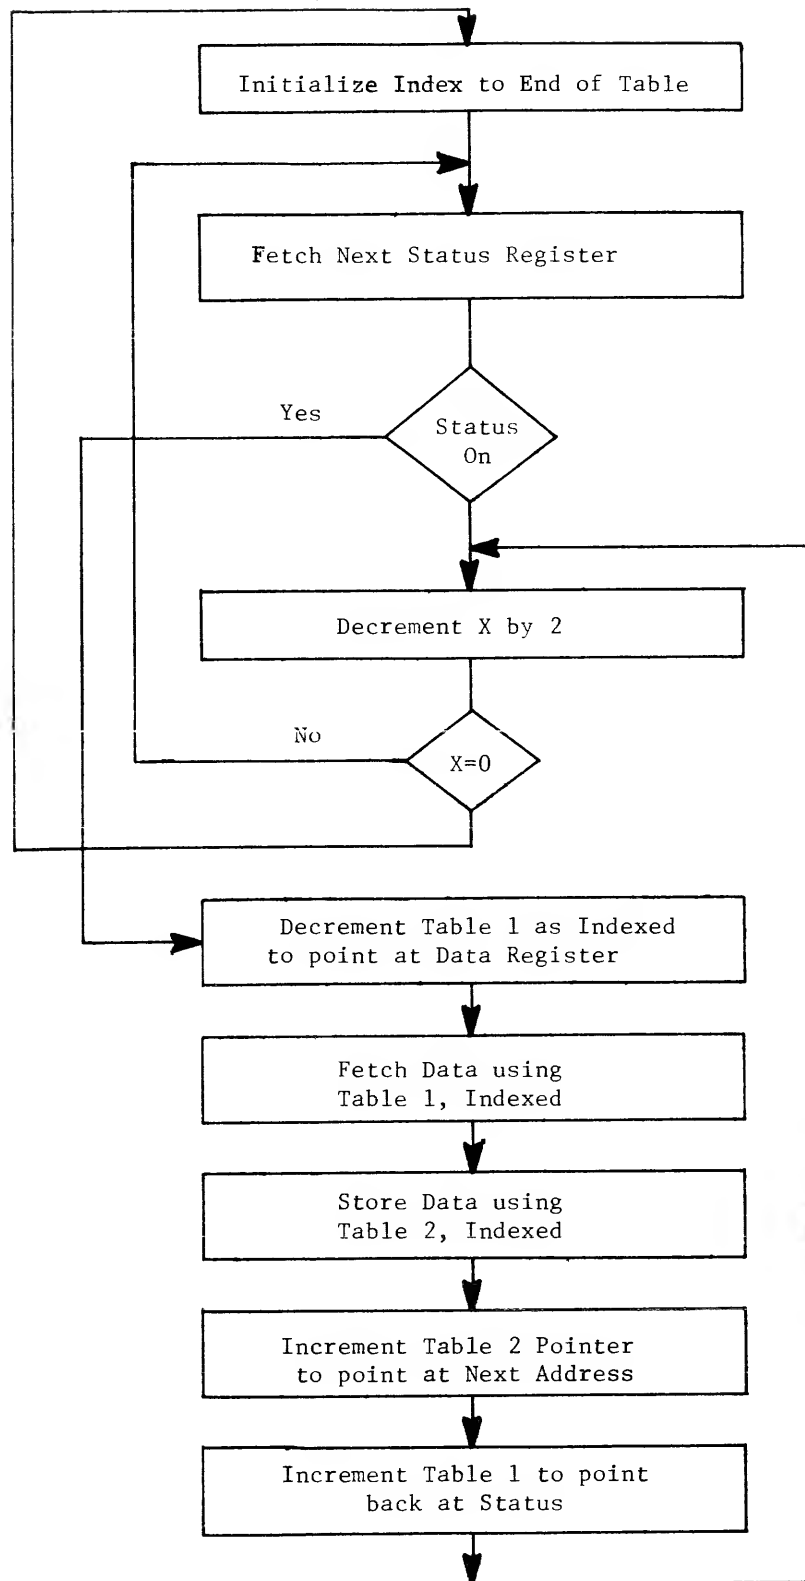 Initialize Index to End of Table
Fetch Next Status Register
Yes
Status
On
Decrement X by 2
No
X=0
Decrement Table 1 as Indexed
to point at Data Register
Fetch Data using
Table 1, Indexed
Store Data using
Table 2, Indexed
Increment Table 2 Pointer
to point at Next Address
Increment Table 1 to point
back at Status